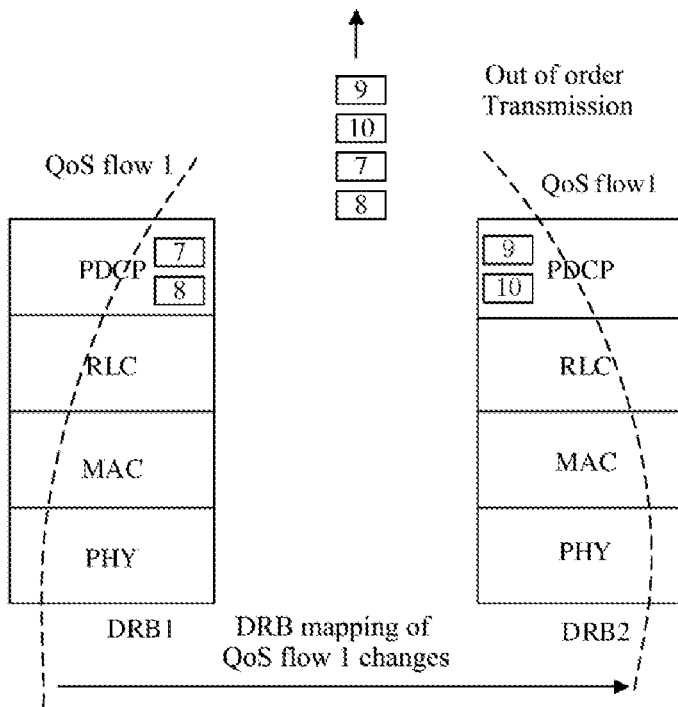 9
10
7
8
Out of order
Transmission
QoS flow 1
QoS flow1
7
8
PDCP
RLC
MAC
PHY
DRB1
9
10
PDCP
RLC
MAC
PHY
DRB2
DRB mapping of
QoS flow 1 changes